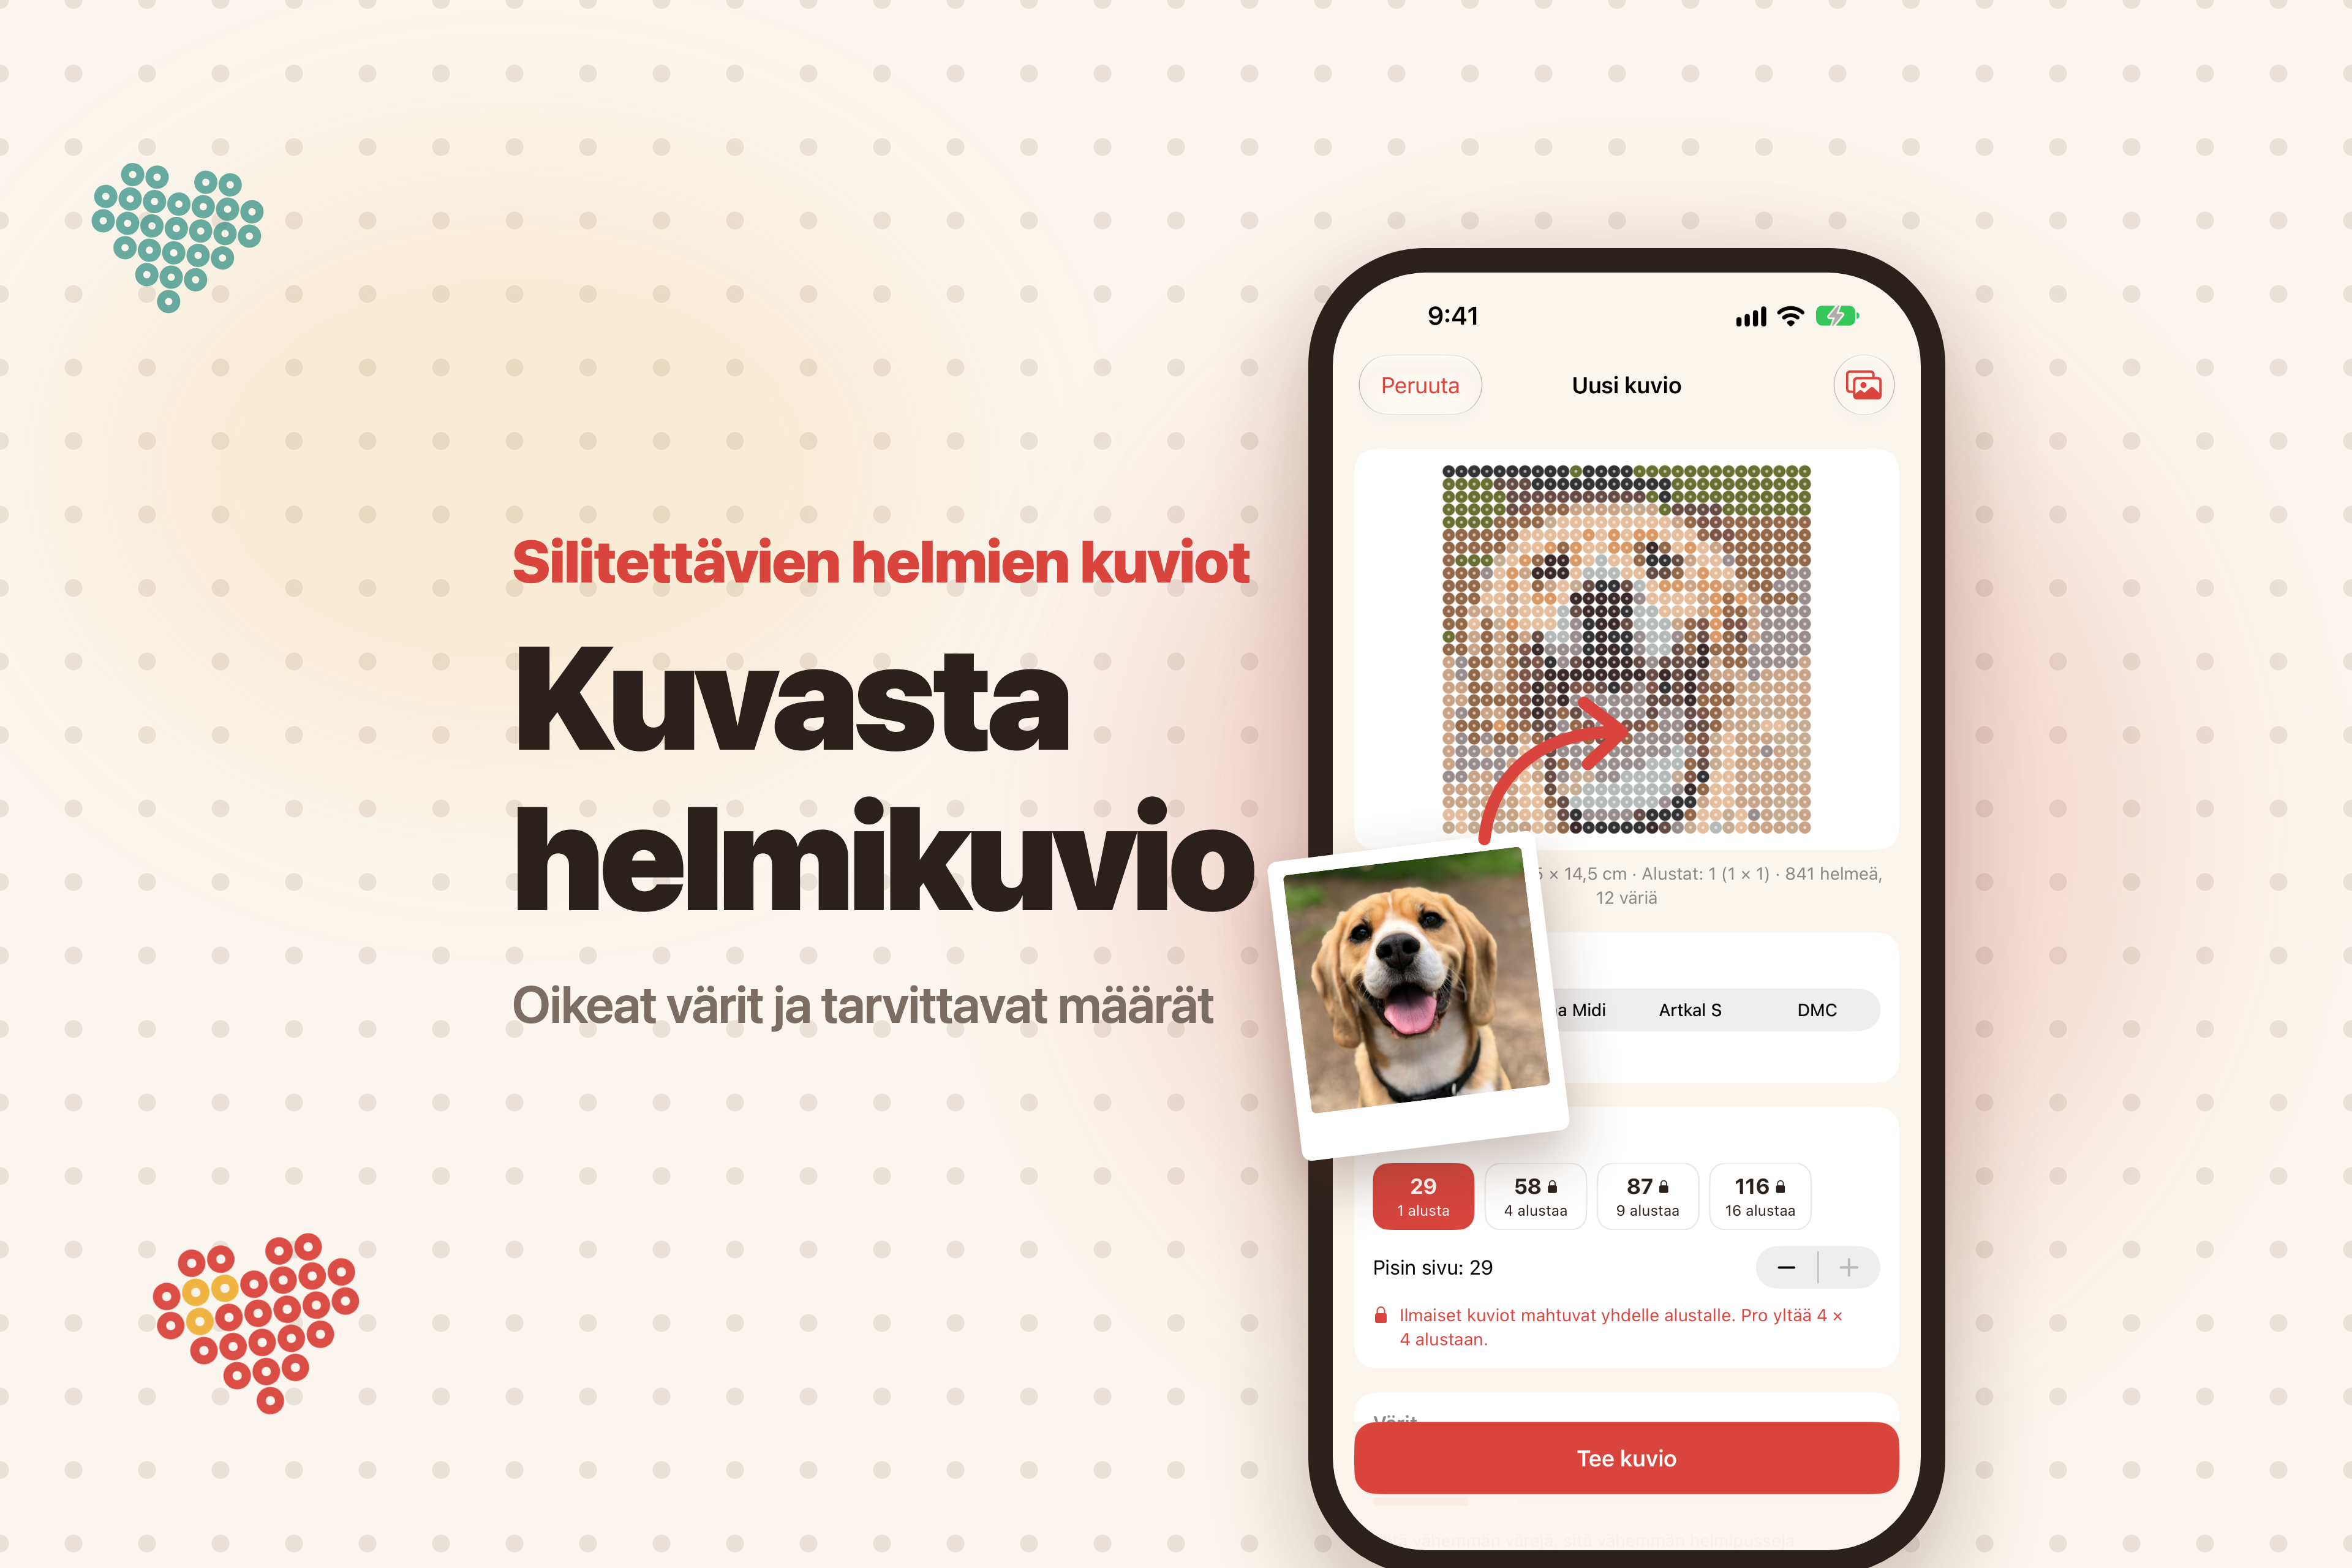 Silitettävien helmien kuviot
Kuvasta
helmikuvio
Oikeat värit ja tarvittavat määrät
9:41
Peruuta
Uusi kuvio
× 14,5 cm · Alustat: 1 (1 × 1) · 841 helmeä,
12 väriä
Midi
Artkal S
DMC
29
1 alusta
58
4 alustaa
87
9 alustaa
116
16 alustaa
Pisin sivu: 29
Ilmaiset kuviot mahtuvat yhdelle alustalle. Pro yltää 4 ×
4 alustaan.
Värit
Tee kuvio